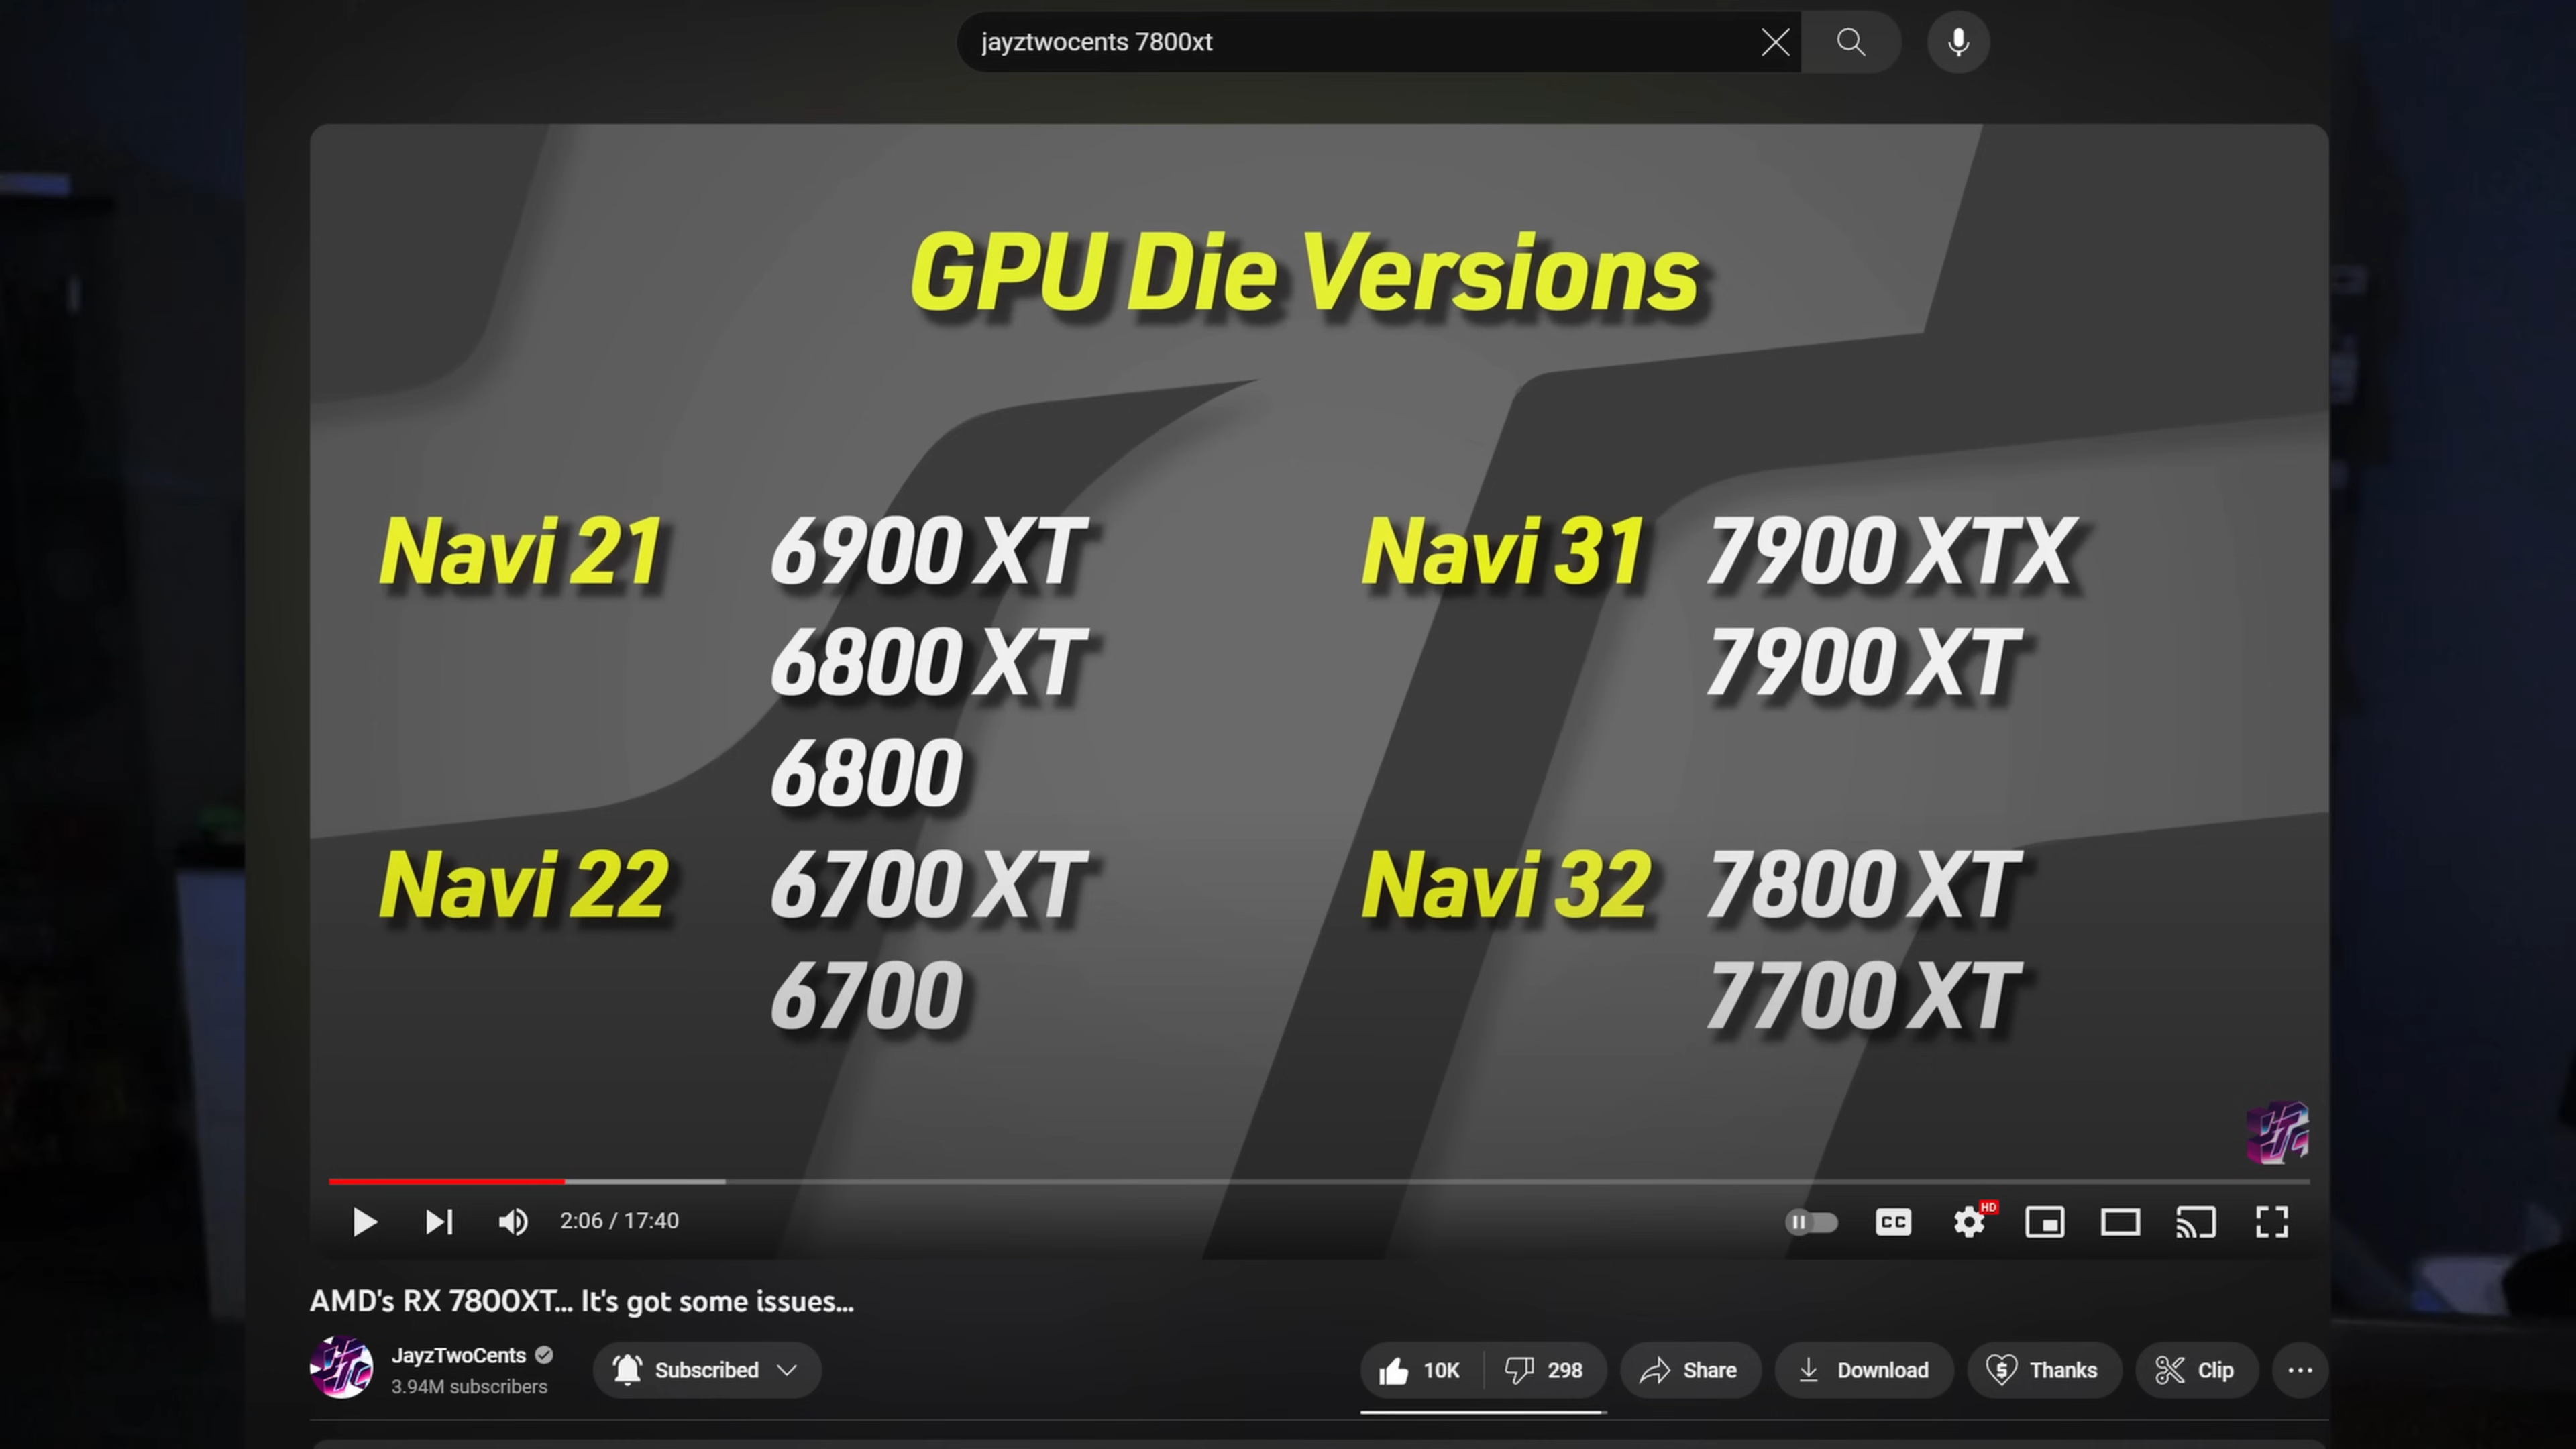 jayztwocents 7800xt
GPU Die Versions
Navi 21 6900 XT Navi 31 7900 XTX
6800 XT 7900 XT
6800
Navi 22 6700 XT Navi 32 7800 XT
6700 7700 XT
2:06 / 17:40
CC
HD
AMD's RX 7800XT... It's got some issues...
JayzTwoCents
3.94M subscribers
Subscribed
10K 298 Share Download Thanks Clip